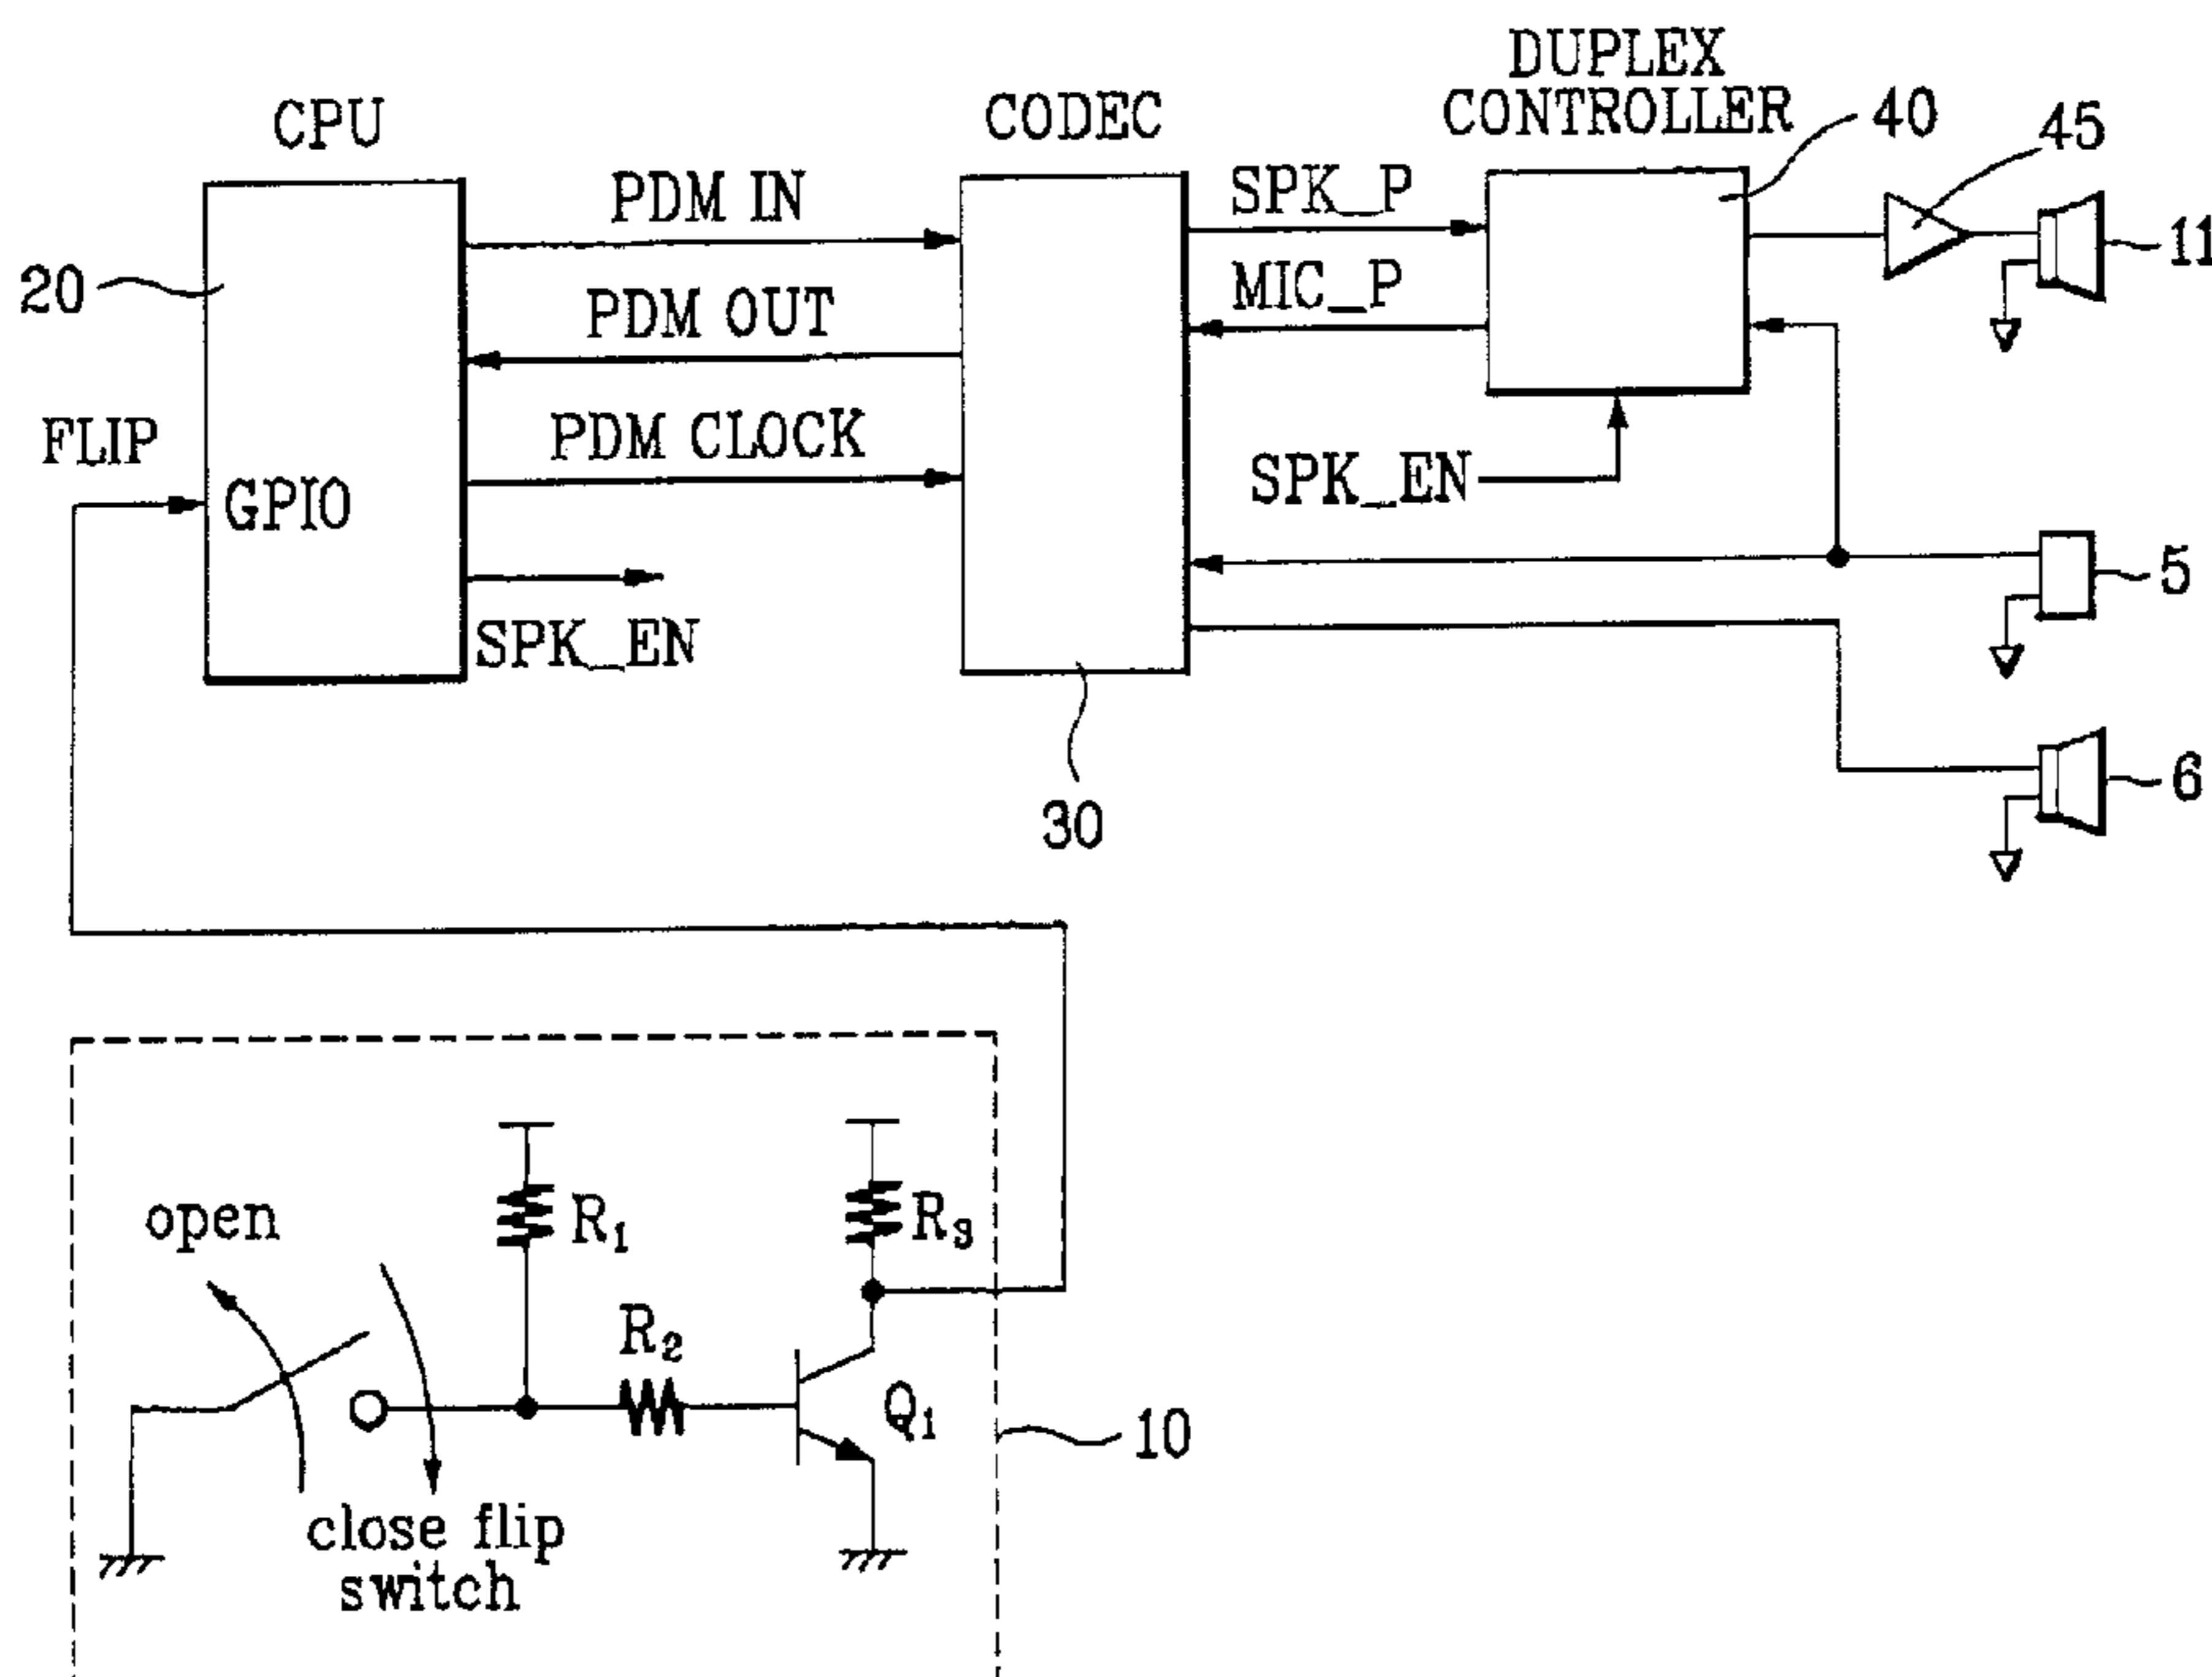 DUPLEX
CONTROLLER
40
45
CPU
CODEC
PDM IN
SPK_P
11
20
PDM OUT
MIC_P
FLIP
GPIO
PDM CLOCK
SPK_EN
5
SPK_EN
6
30
open
R1
R3
R2
Q1
10
close flip
switch